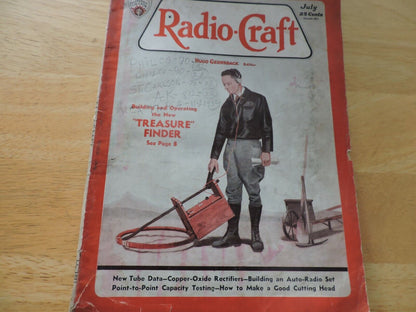 July
25 Cents
Radio-Craft
HUGO GERNSBACK Editor
Building and Operating
the New
"TREASURE"
FINDER
See Page 8
New Tube Data—Copper-Oxide Rectifiers—Building an Auto-Radio Set
Point-to-Point Capacity Testing—How to Make a Good Cutting Head